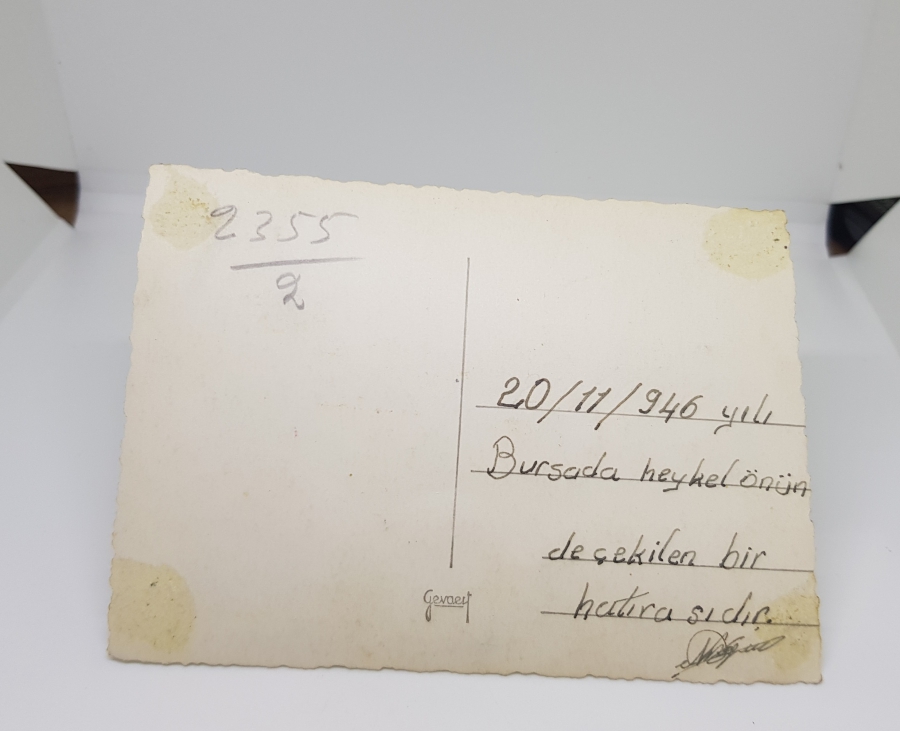 2355
2
20/11/946 yılı
Bursada heykel önün
de çekilen bir
hatıra sıdır.
Gevaert